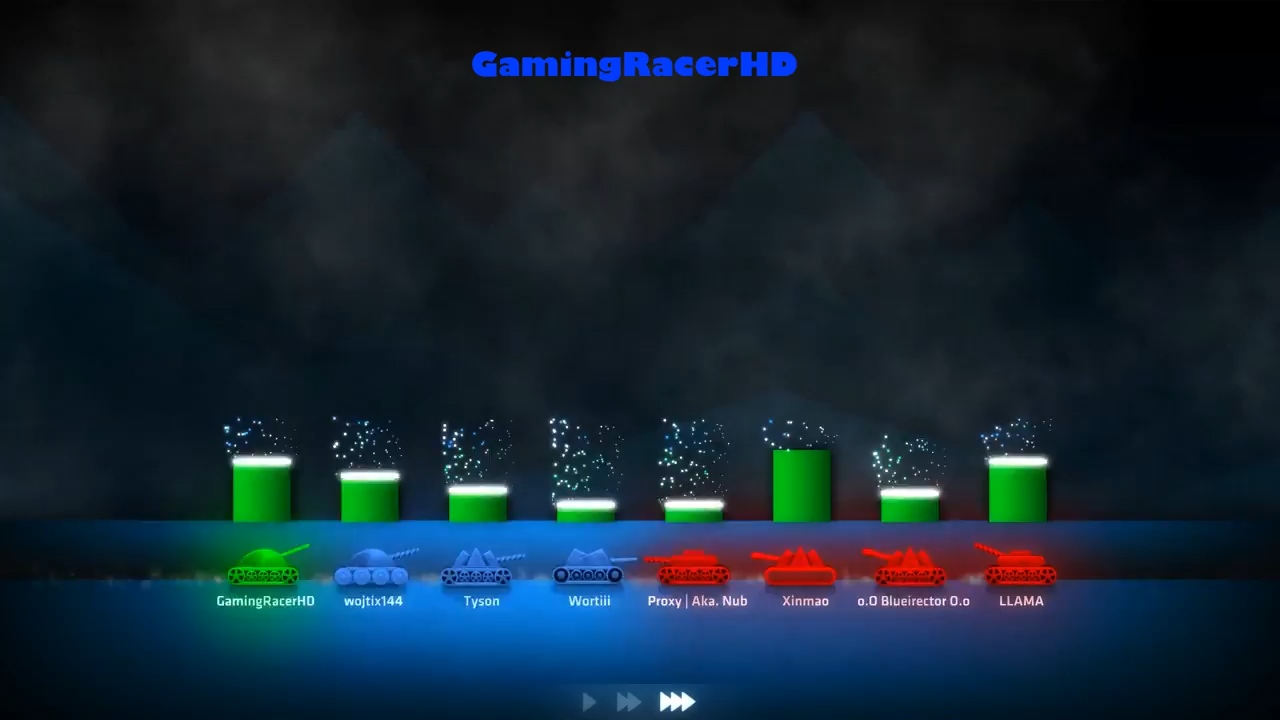 GamingRacerHD
GamingRacerHD wojtix144 Tyson Wortiii Proxy | Aka. Nub Xinmao o.O Blueirector O.o LLAMA